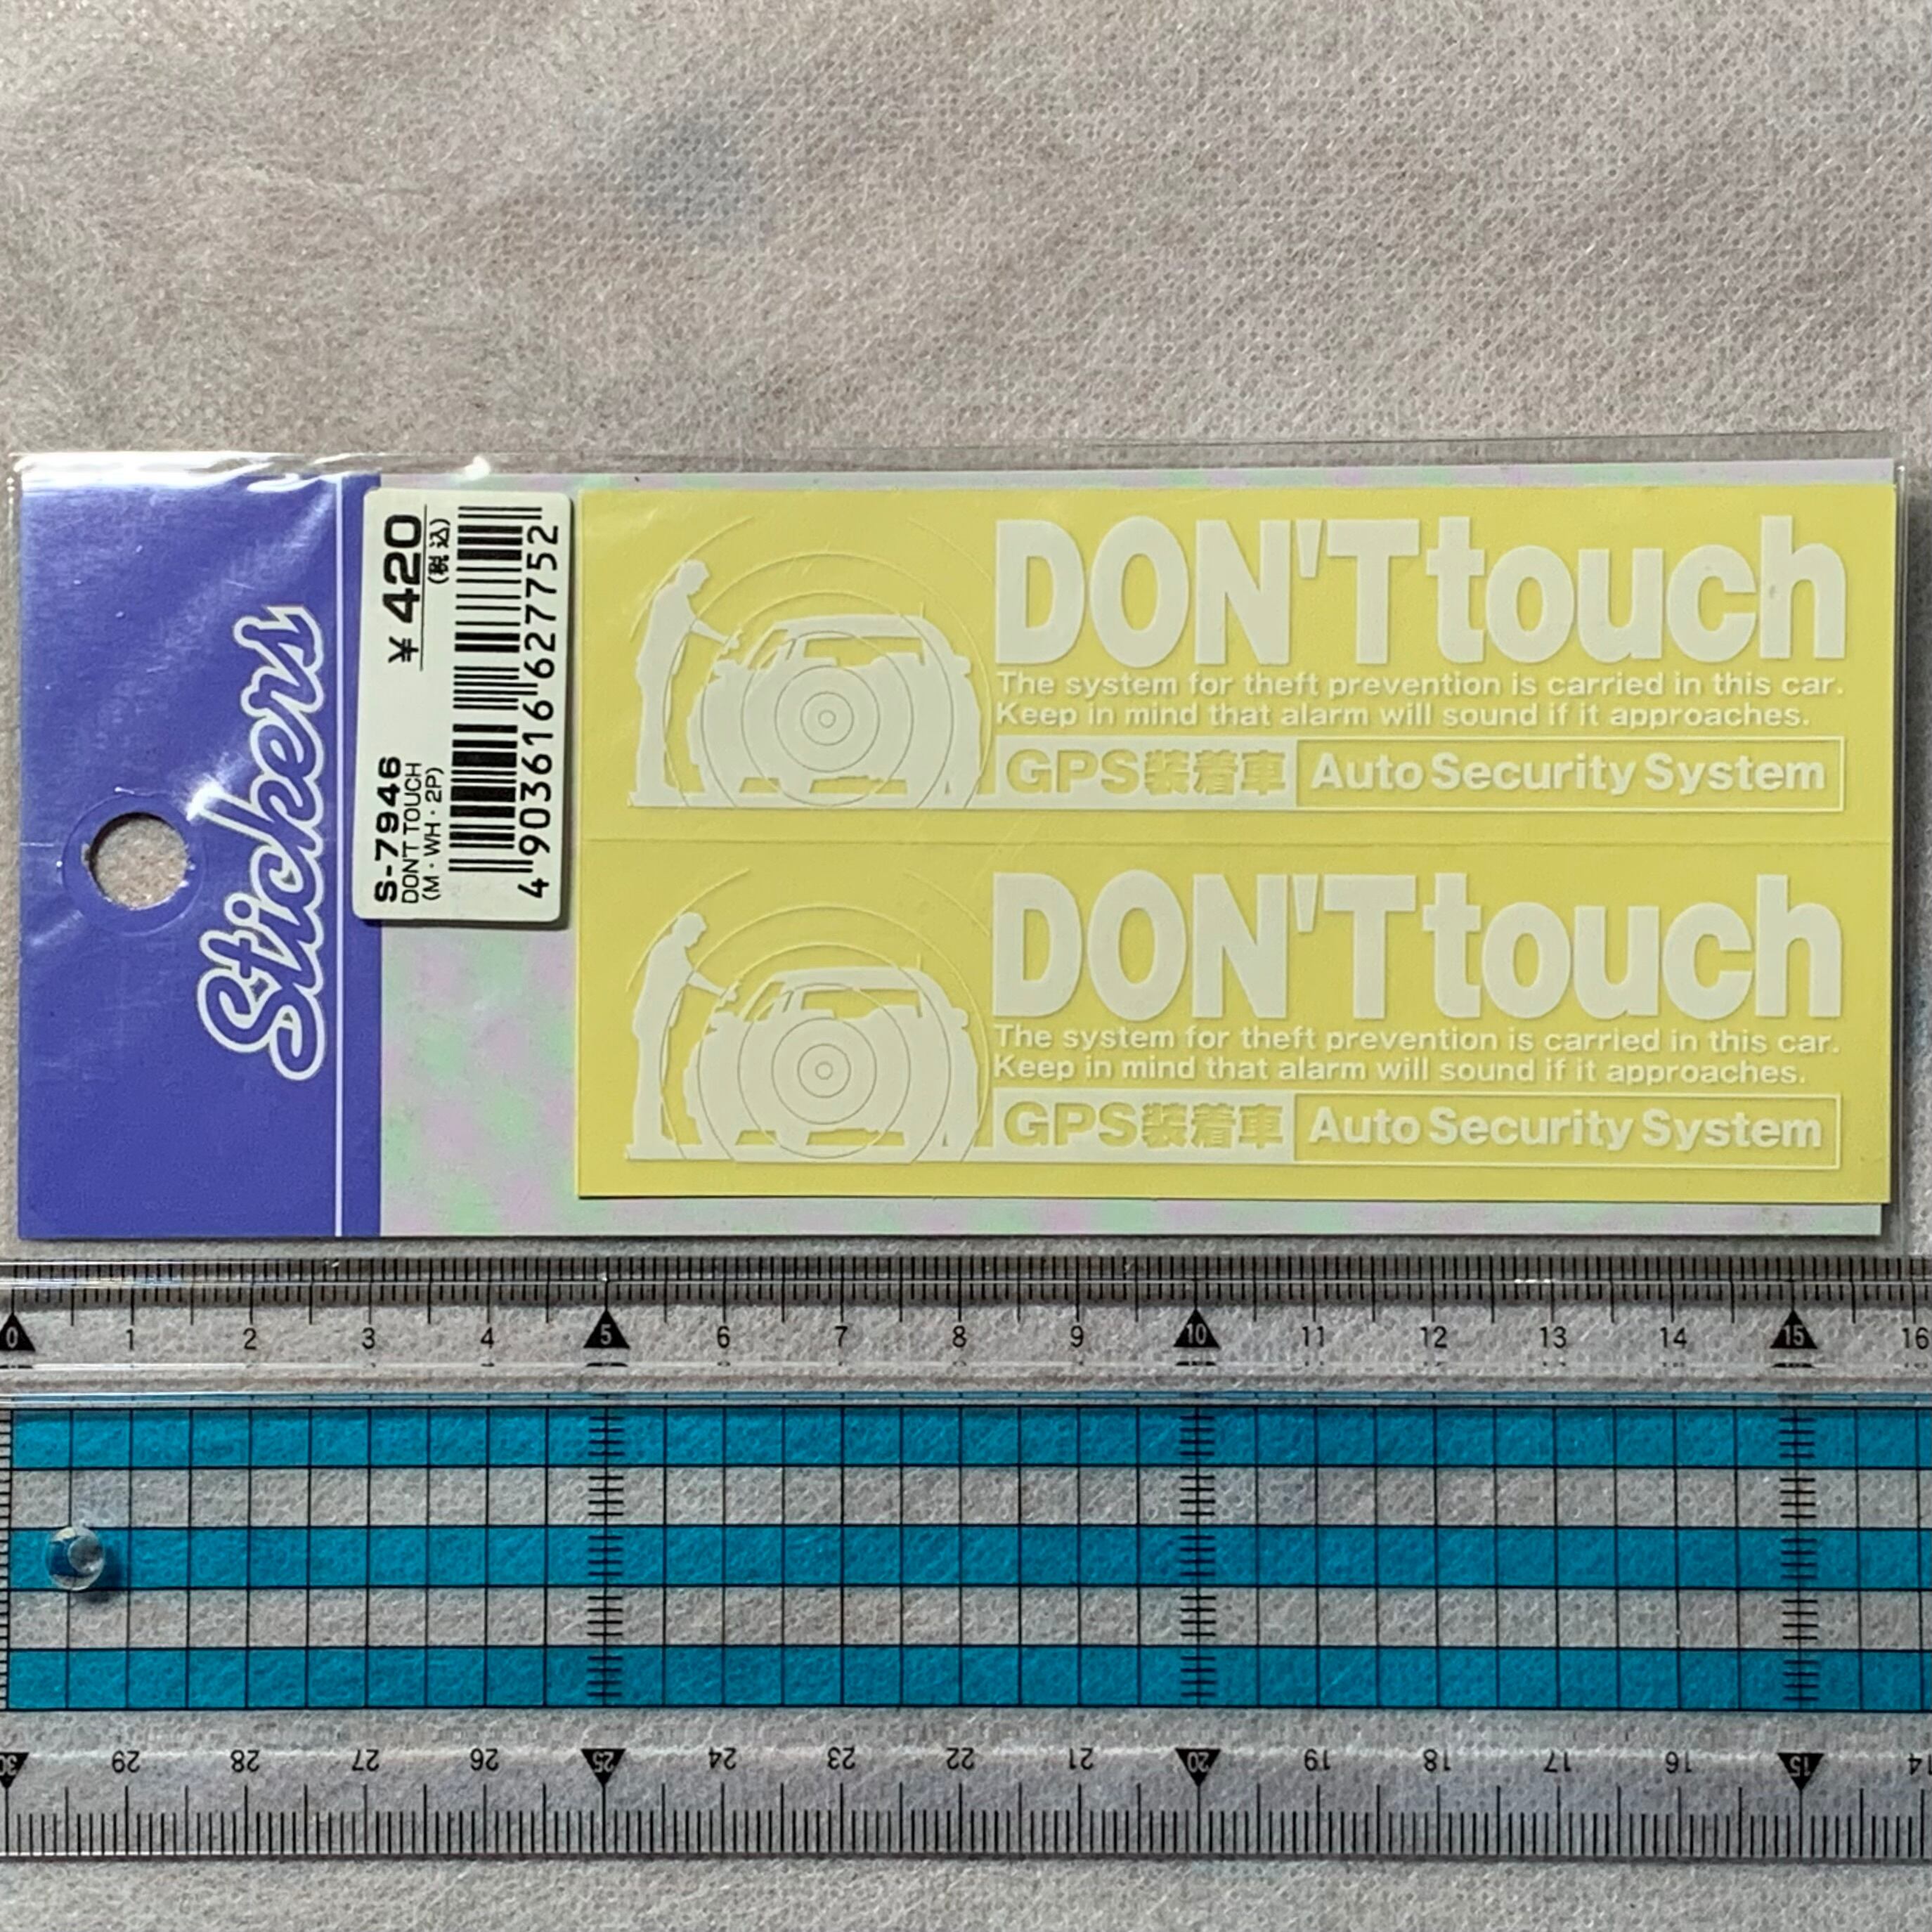 Stickers
¥420
(税込)
S-7946
DON'T TOUCH
(M・WH・2P)
4903616627752
DON'T touch
The system for theft prevention is carried in this car.
Keep in mind that alarm will sound if it approaches.
GPS装着車 Auto Security System
DON'T touch
The system for theft prevention is carried in this car.
Keep in mind that alarm will sound if it approaches.
GPS装着車 Auto Security System
0 1 2 3 4 5 6 7 8 9 10 11 12 13 14 15 16
30 29 28 27 26 25 24 23 22 21 20 19 18 17 16 15 14